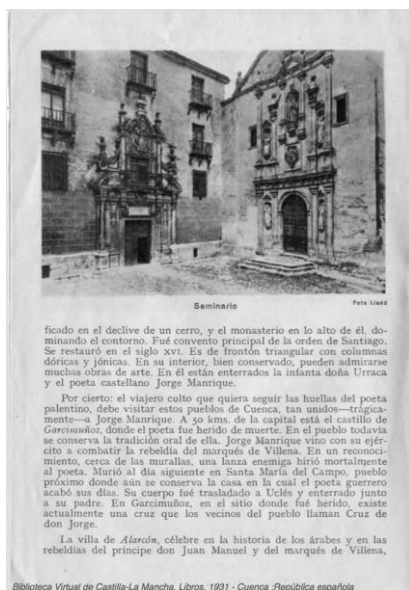 Seminario
Foto Lladó
ficado en el declive de un cerro, y el monasterio en lo alto de él, do-
minando el contorno. Fué convento principal de la orden de Santiago.
Se restauró en el siglo XVI. Es de frontón triangular con columnas
dóricas y jónicas. En su interior, bien conservado, pueden admirarse
muchas obras de arte. En él están enterrados la infanta doña Urraca
y el poeta castellano Jorge Manrique.
Por cierto: el viajero culto que quiera seguir las huellas del poeta
palentino, debe visitar estos pueblos de Cuenca, tan unidos—trágica-
mente—a Jorge Manrique. A 50 kms. de la capital está el castillo de
Garcimuñoz, donde el poeta fue herido de muerte. En el pueblo todavía
se conserva la tradición oral de ella. Jorge Manrique vino con su ejér-
cito a combatir la rebeldía del marqués de Villena. En un reconoci-
miento, cerca de las murallas, una lanza enemiga hirió mortalmente
al poeta. Murió al día siguiente en Santa María del Campo, pueblo
próximo donde aún se conserva la casa en la cual el poeta guerrero
acabó sus días. Su cuerpo fué trasladado a Uclés y enterrado junto
a su padre. En Garcimuñoz, en el sitio donde fué herido, existe
actualmente una cruz que los vecinos del pueblo llaman Cruz de
don Jorge.
La villa de Alarcón, célebre en la historia de los árabes y en las
rebeldías del príncipe don Juan Manuel y del marqués de Villena,
Biblioteca Virtual de Castilla-La Mancha. Libros. 1931 - Cuenca :República española